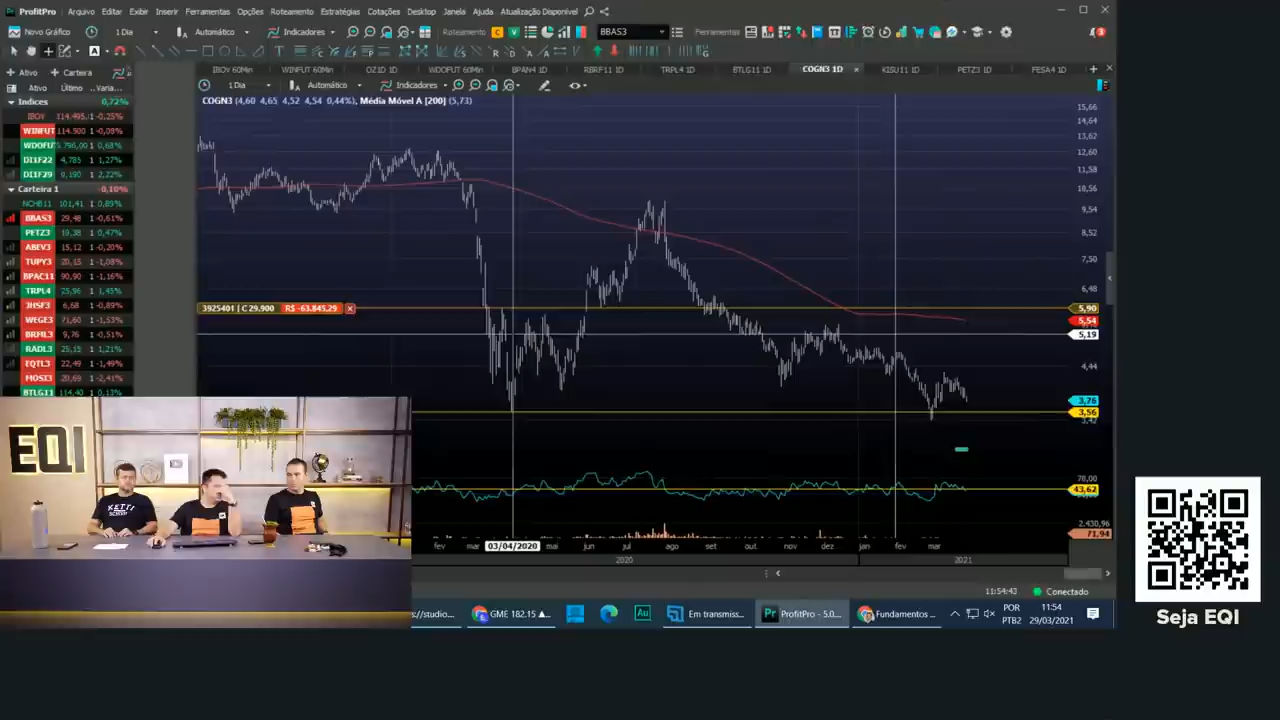 ProfitPro Arquivo Editar Exibir Inserir Ferramentas Opções Roteamento Estratégias Cotações Desktop Janela Ajuda Atualização Disponível
Novo Gráfico 1 Dia Automático Indicadores Roteamento BBAS3 Ferramentas
Ativo Carteira
IBOV 60Min WINFUT 60Min OZ1D 1D WDOFUT 60Min BPAN4 1D RBRF11 1D TRPL4 1D BTLG11 1D COGN3 1D KISU11 1D PETZ3 1D FESA4 1D
Ativo Último ..Varia...
1 Dia Automático Indicadores
COGN3 (4,60 4,65 4,52 4,54 0,44%), Média Móvel A [200] (5,73)
Indices 0,72%
IBOV 114.495, -0,25%
WINFUT 114.500 1 -0,09%
WDOFUT 5.796,00 1 0,68%
DI1F22 4,785 1 1,27%
DI1F29 9,190 1 2,22%
Carteira 1 -0,10%
NCHB11 101,41 1 0,89%
BBAS3 29,48 1 -0,61%
PETZ3 19,38 1 0,47%
ABEV3 15,12 1 -0,20%
TUPY3 20,15 1 -1,08%
BPAC11 90,90 1 -1,16%
TRPL4 25,96 1 1,45%
JHSF3 6,68 1 -0,89%
WEGE3 71,60 1 -1,53%
BRML3 9,76 1 -0,51%
RADL3 25,15 1 1,21%
EQTL3 22,49 1 -1,49%
MOSI3 20,69 1 -2,41%
BTLG11 114,40 0,13%
3925401 | C 29.900 R$ -63.845,29
15,66
14,64
13,62
12,60
11,58
10,56
9,54
8,52
7,50
6,48
5,90
5,54
5,19
4,44
3,76
3,56
3,42
70,00
43,62
2.430,96
71,94
fev mar 03/04/2020 mai jun jul ago set out nov dez jan fev mar
2020 2021
11:54:43 Conectado
EQI
KETTI
s://studio... GME 182.15 ▲... Au Em transmiss... Pr ProfitPro - 5.0... Fundamentos ...
POR 11:54
PTB2 29/03/2021
Seja EQI